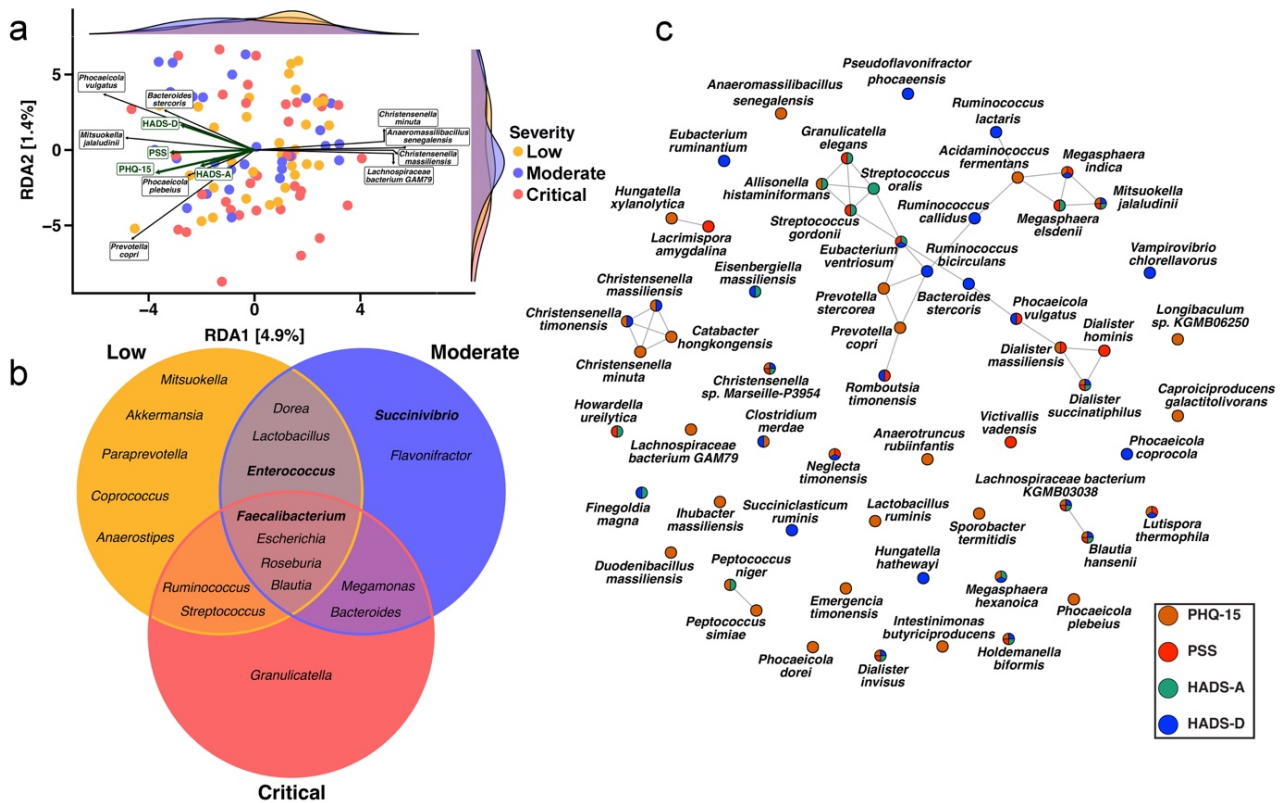 a
RDA2 [1.4%]
5
0
−5
Phocaeicola
vulgatus
Bacteroides
stercoris
HADS-D
Mitsuokella
jalaludinii
PSS
PHQ-15
HADS-A
Phocaeicola
plebeius
Prevotella
copri
Christensenella
minuta
Anaeromassilibacillus
senegalensis
Christensenella
massiliensis
Lachnospiraceae
bacterium GAM79
−4
0
4
RDA1 [4.9%]
Severity
Low
Moderate
Critical
b
Low
Moderate
Mitsuokella
Akkermansia
Paraprevotella
Coprococcus
Anaerostipes
Dorea
Lactobacillus
Enterococcus
Succinivibrio
Flavonifractor
Faecalibacterium
Escherichia
Roseburia
Blautia
Ruminococcus
Streptococcus
Megamonas
Bacteroides
Granulicatella
Critical
c
Pseudoflavonifractor
phocaeensis
Anaeromassilibacillus
senegalensis
Ruminococcus
lactaris
Eubacterium
ruminantium
Granulicatella
elegans
Acidaminococcus
fermentans
Megasphaera
indica
Allisonella
histaminiformans
Streptococcus
oralis
Mitsuokella
jalaludinii
Hungatella
xylanolytica
Streptococcus
gordonii
Ruminococcus
callidus
Megasphaera
elsdenii
Lacrimispora
amygdalina
Eubacterium
ventriosum
Ruminococcus
bicirculans
Vampirovibrio
chlorellavorus
Eisenbergiella
massiliensis
Christensenella
massiliensis
Prevotella
stercorea
Bacteroides
stercoris
Christensenella
timonensis
Catabacter
hongkongensis
Phocaeicola
vulgatus
Longibaculum
sp. KGMB06250
Prevotella
copri
Dialister
hominis
Dialister
massiliensis
Christensenella
minuta
Christensenella
sp. Marseille-P3954
Romboutsia
timonensis
Dialister
succinatiphilus
Caproiciproducens
galactitolivorans
Howardella
ureilytica
Clostridium
merdae
Victivallis
vadensis
Lachnospiraceae
bacterium GAM79
Anaerotruncus
rubiinfantis
Phocaeicola
coprocola
Neglecta
timonensis
Lachnospiraceae bacterium
KGMB03038
Finegoldia
magna
Ihubacter
massiliensis
Succiniclasticum
ruminis
Lactobacillus
ruminis
Sporobacter
termitidis
Lutispora
thermophila
Blautia
hansenii
Duodenibacillus
massiliensis
Peptococcus
niger
Hungatella
hathewayi
Megasphaera
hexanoica
Peptococcus
simiae
Emergencia
timonensis
Phocaeicola
plebeius
Intestinimonas
butyriciproducens
Holdemanella
biformis
Phocaeicola
dorei
Dialister
invisus
PHQ-15
PSS
HADS-A
HADS-D